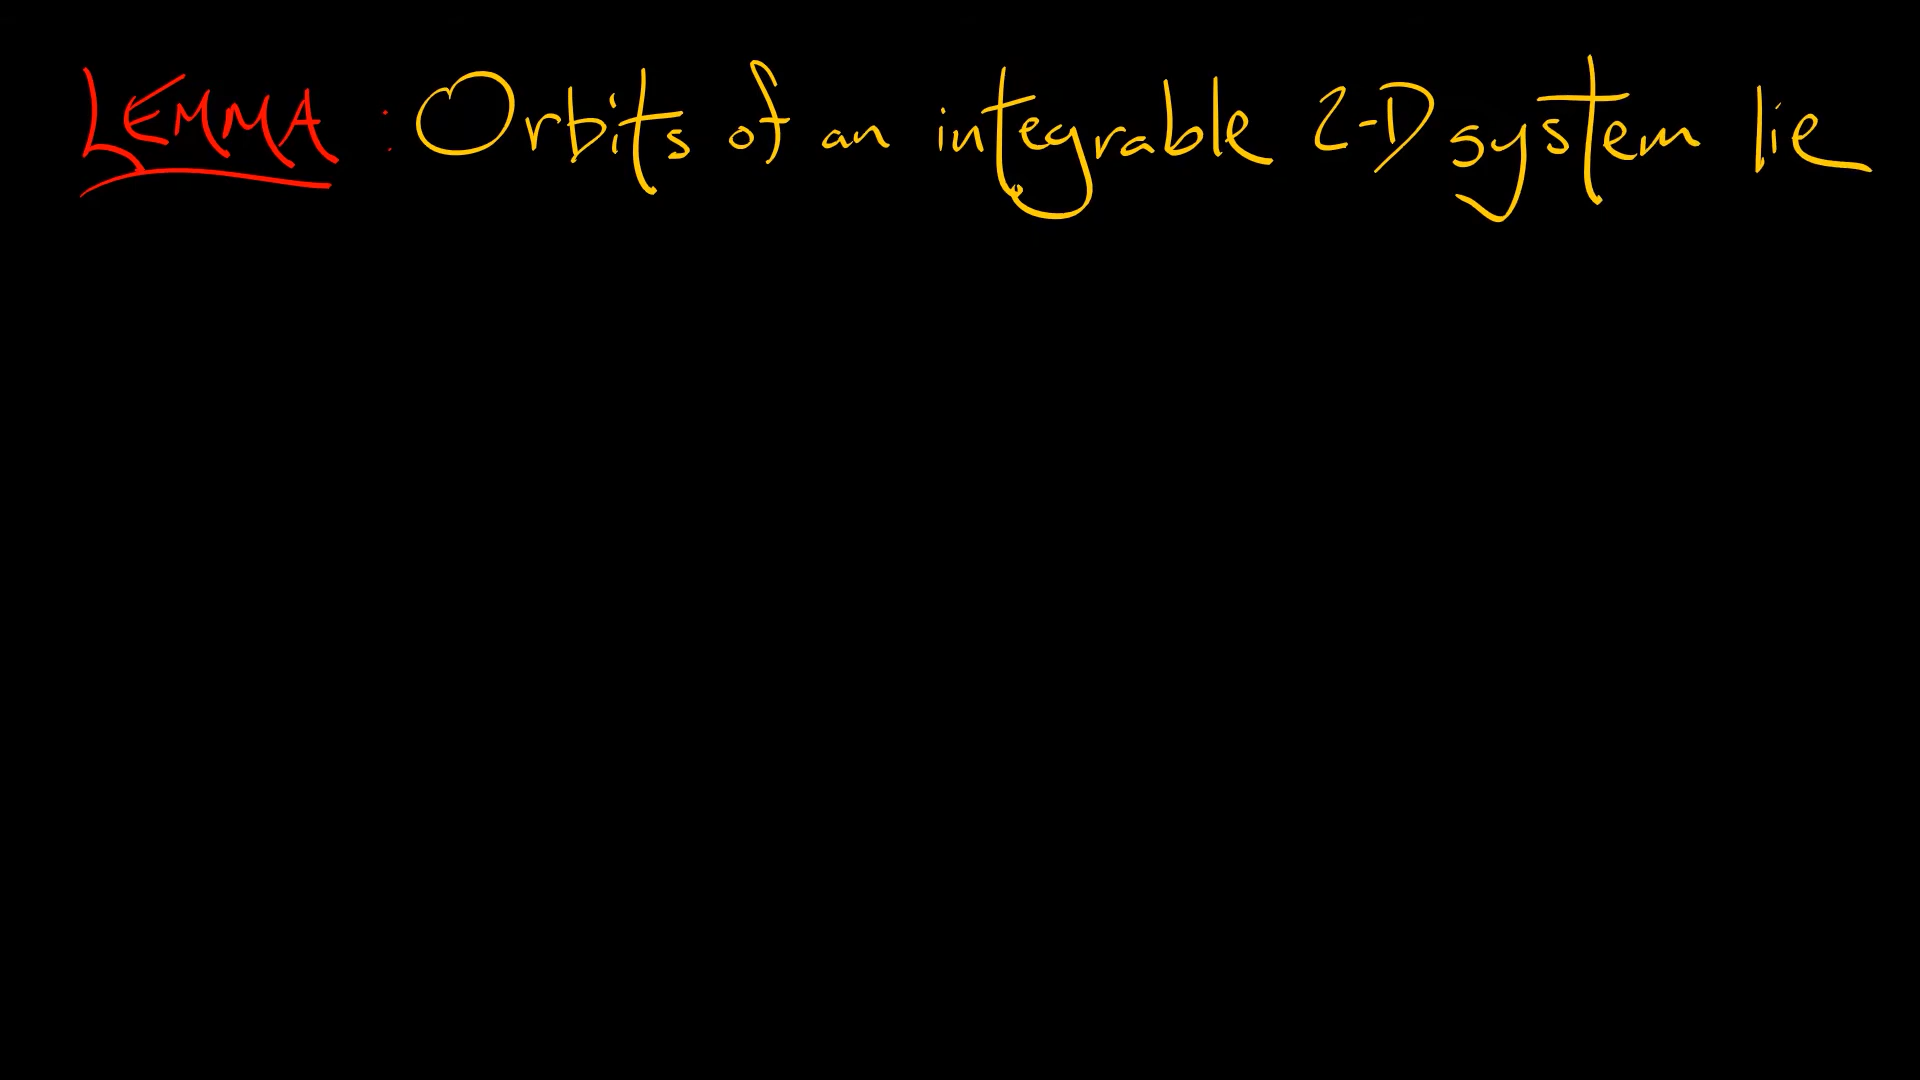 LEMMA : Orbits of an integrable 2-D system lie